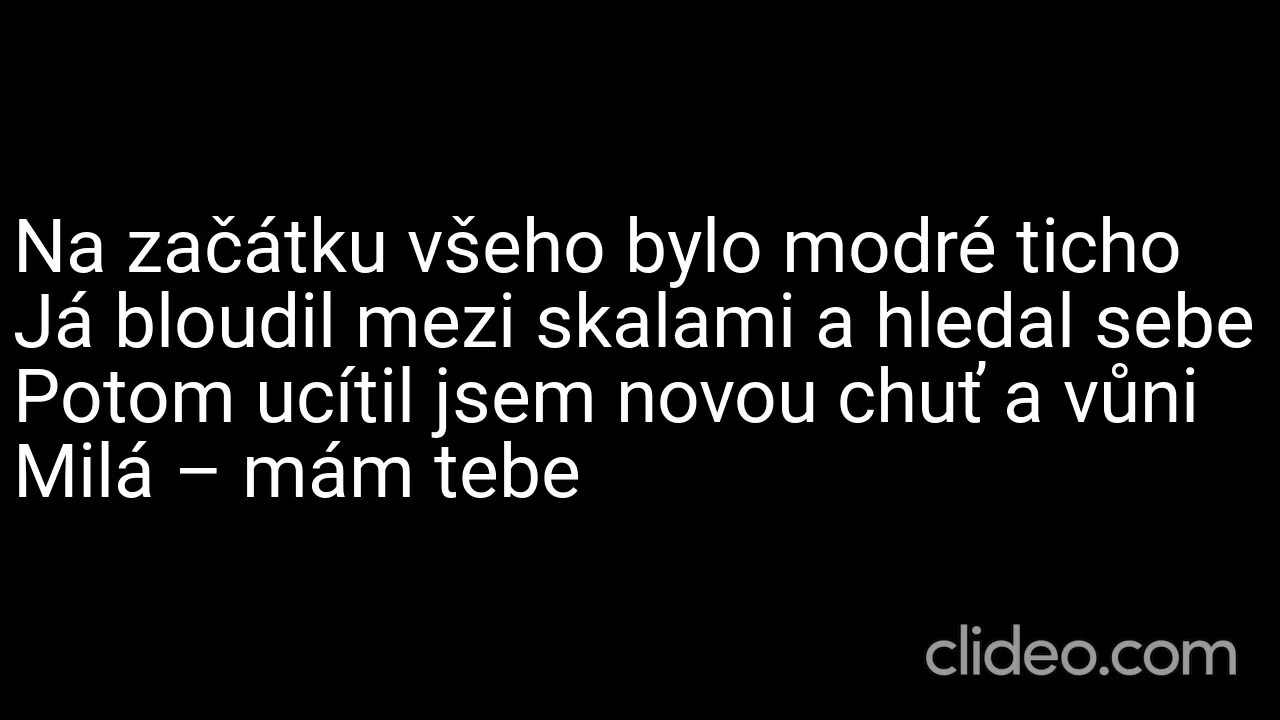 Na začátku všeho bylo modré ticho
Já bloudil mezi skalami a hledal sebe
Potom ucítil jsem novou chuť a vůni
Milá – mám tebe
clideo.com